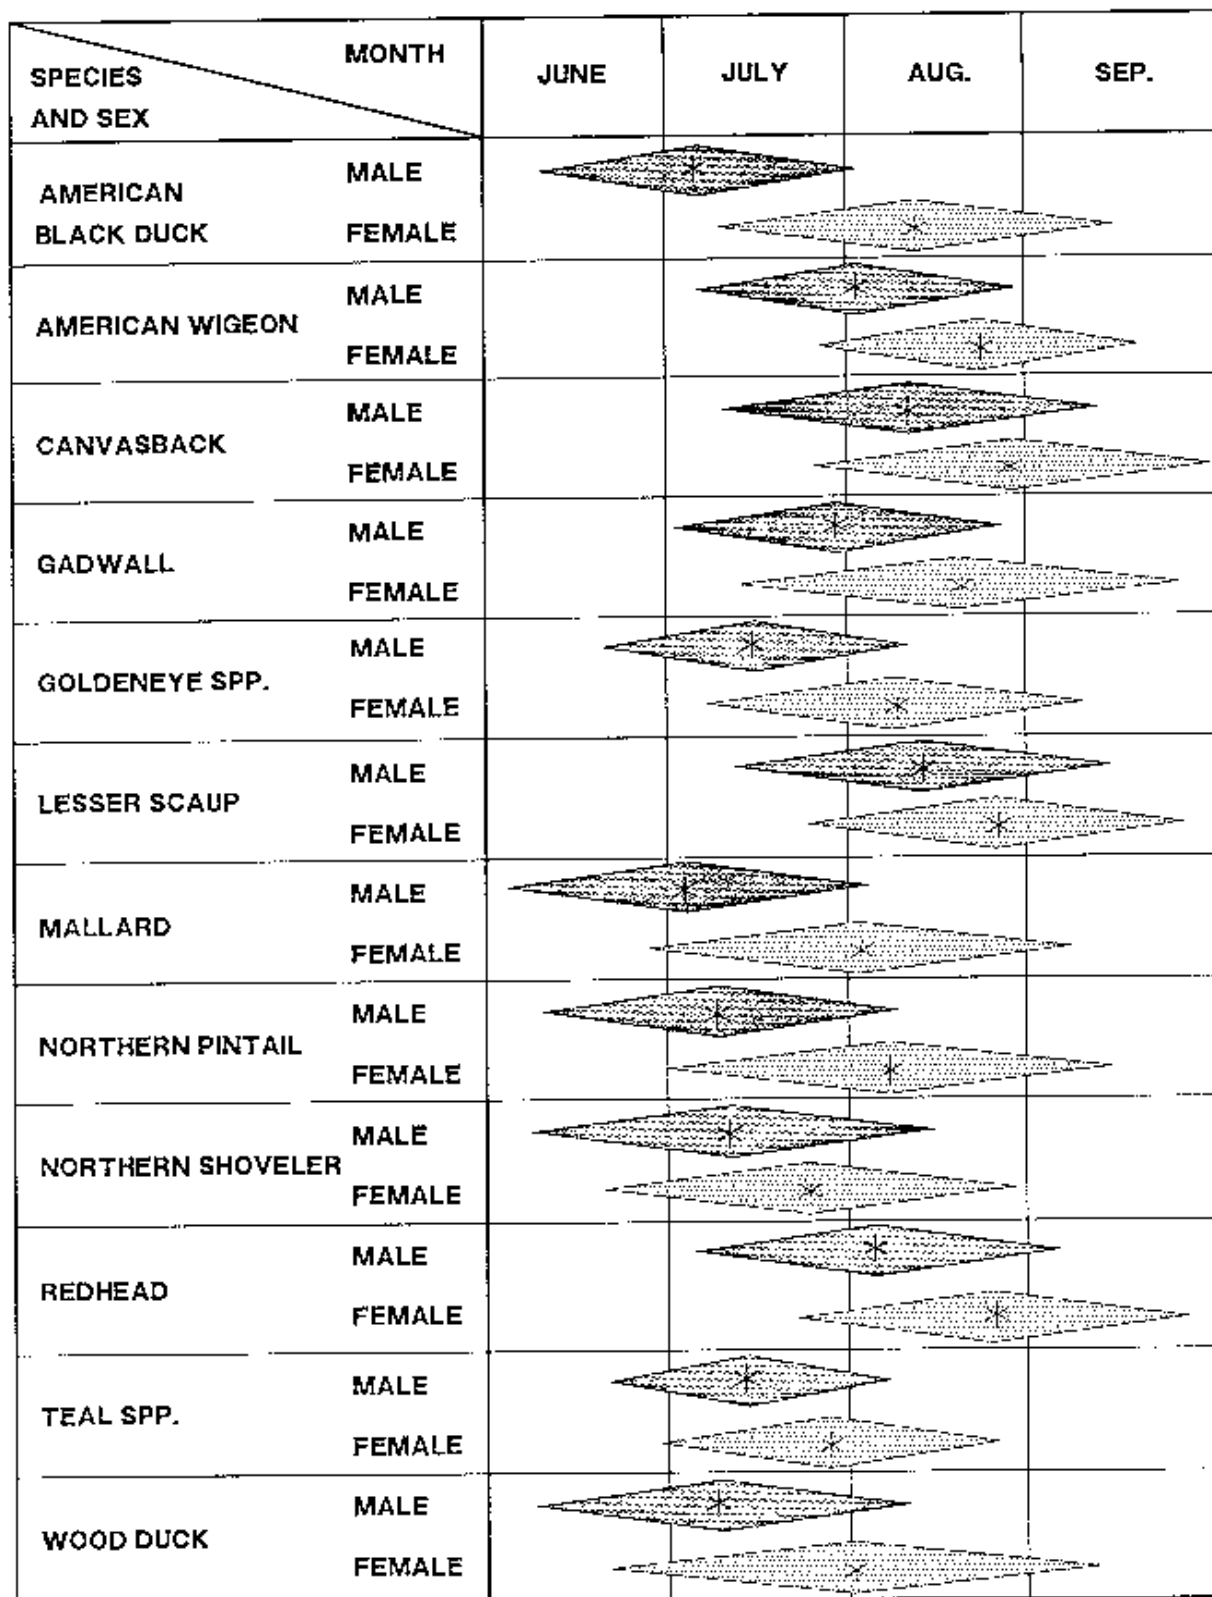 MONTH
SPECIES
AND SEX
JUNE JULY AUG. SEP.
AMERICAN
BLACK DUCK
MALE
FEMALE
AMERICAN WIGEON
MALE
FEMALE
CANVASBACK
MALE
FEMALE
GADWALL
MALE
FEMALE
GOLDENEYE SPP.
MALE
FEMALE
LESSER SCAUP
MALE
FEMALE
MALLARD
MALE
FEMALE
NORTHERN PINTAIL
MALE
FEMALE
NORTHERN SHOVELER
MALE
FEMALE
REDHEAD
MALE
FEMALE
TEAL SPP.
MALE
FEMALE
WOOD DUCK
MALE
FEMALE